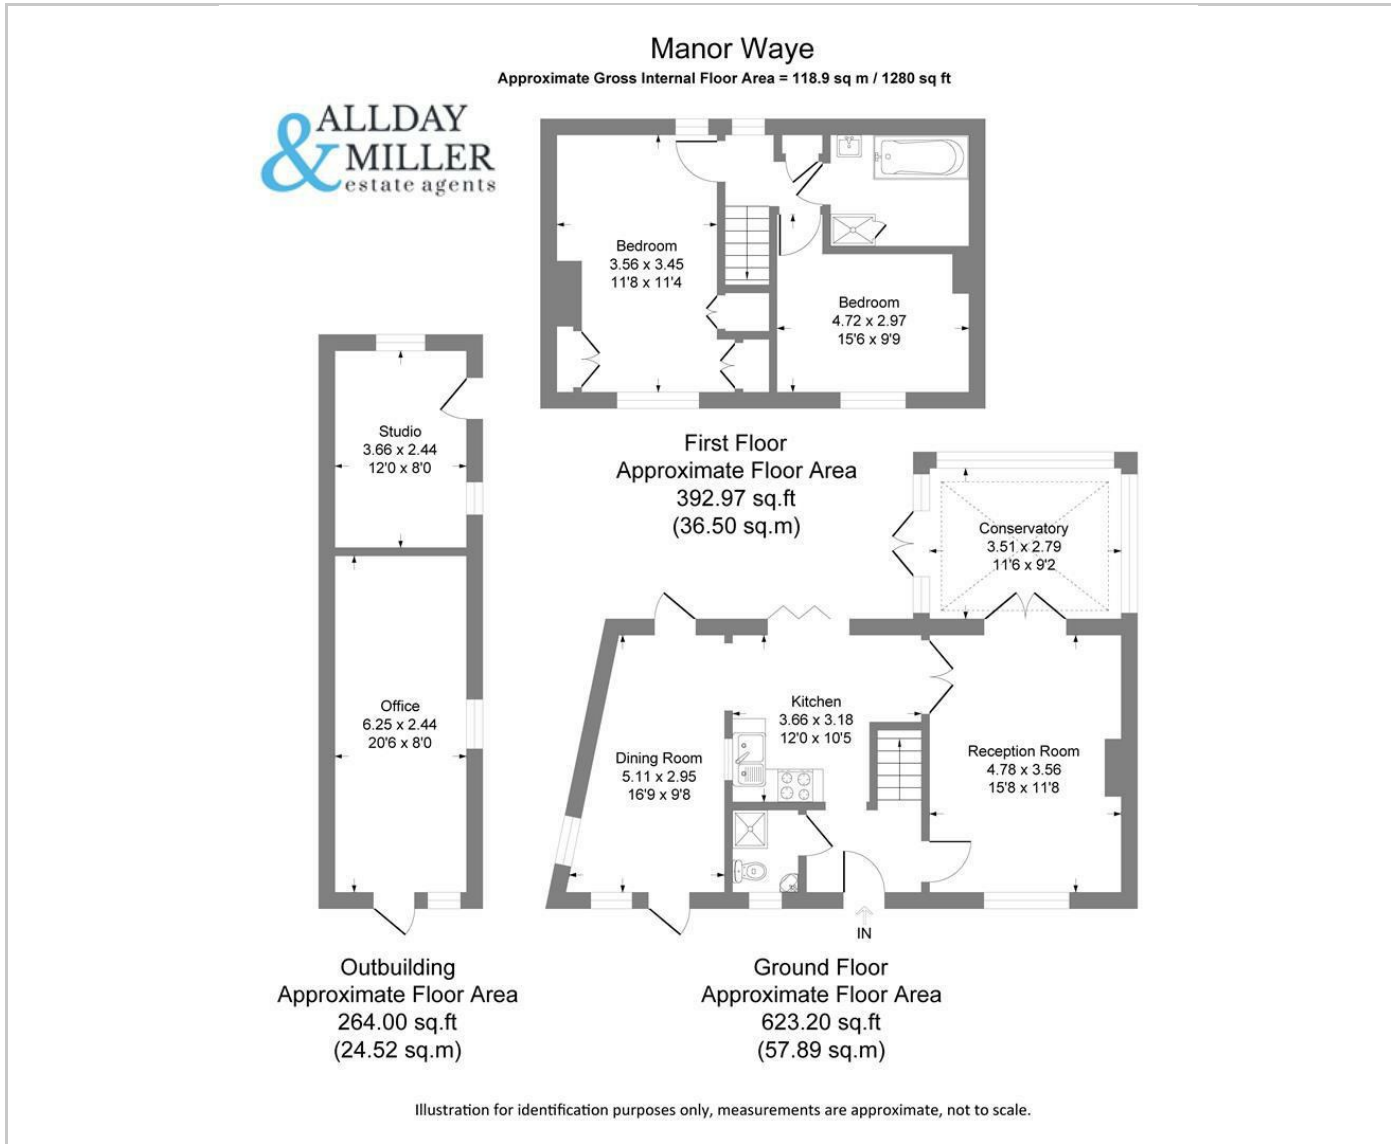 Manor Waye
Approximate Gross Internal Floor Area = 118.9 sq m / 1280 sq ft
ALLDAY
& MILLER
estate agents
Bedroom
3.56 x 3.45
11'8 x 11'4
Bedroom
4.72 x 2.97
15'6 x 9'9
First Floor
Approximate Floor Area
392.97 sq.ft
(36.50 sq.m)
Studio
3.66 x 2.44
12'0 x 8'0
Office
6.25 x 2.44
20'6 x 8'0
Outbuilding
Approximate Floor Area
264.00 sq.ft
(24.52 sq.m)
Conservatory
3.51 x 2.79
11'6 x 9'2
Kitchen
3.66 x 3.18
12'0 x 10'5
Dining Room
5.11 x 2.95
16'9 x 9'8
Reception Room
4.78 x 3.56
15'8 x 11'8
IN
Ground Floor
Approximate Floor Area
623.20 sq.ft
(57.89 sq.m)
Illustration for identification purposes only, measurements are approximate, not to scale.